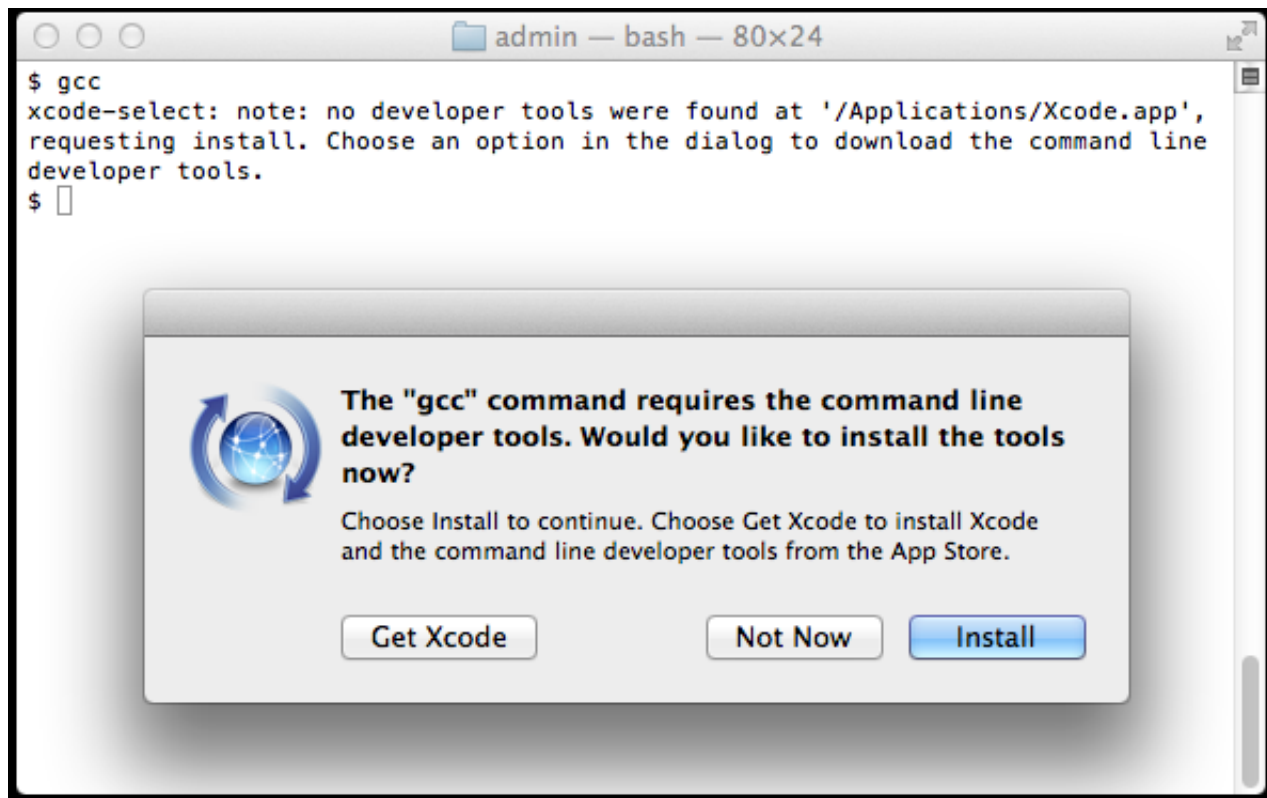 admin — bash — 80×24
$ gcc
xcode-select: note: no developer tools were found at '/Applications/Xcode.app',
requesting install. Choose an option in the dialog to download the command line
developer tools.
$
The "gcc" command requires the command line
developer tools. Would you like to install the tools
now?
Choose Install to continue. Choose Get Xcode to install Xcode
and the command line developer tools from the App Store.
Get Xcode Not Now Install